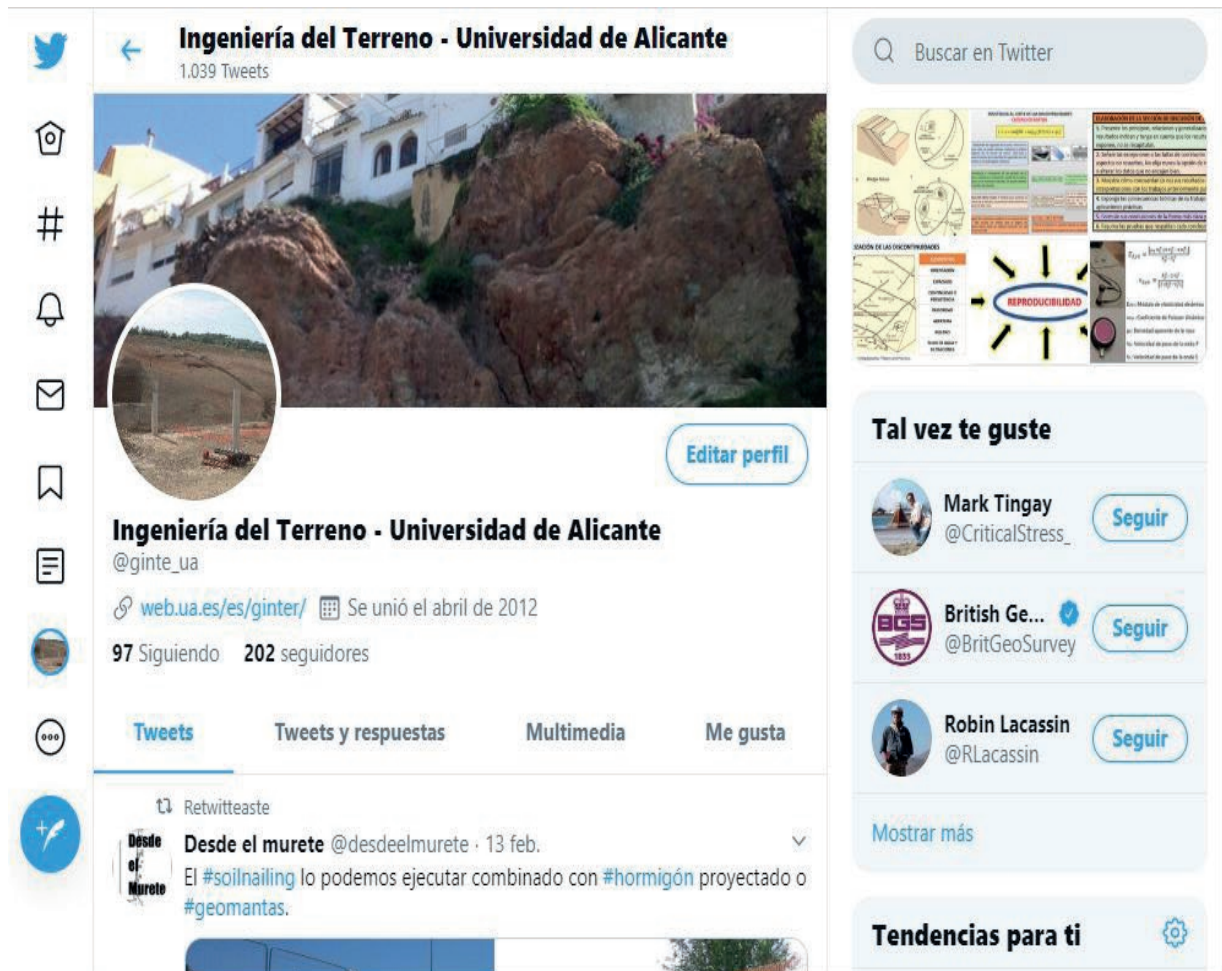 Ingeniería del Terreno - Universidad de Alicante
1.039 Tweets
Editar perfil
Ingeniería del Terreno - Universidad de Alicante
@ginte_ua
web.ua.es/es/ginter/ Se unió el abril de 2012
97 Siguiendo 202 seguidores
Tweets Tweets y respuestas Multimedia Me gusta
Retwitteaste
Desde el Murete
Desde el murete @desdeelmurete · 13 feb.
El #soilnailing lo podemos ejecutar combinado con #hormigón proyectado o
#geomantas.
Buscar en Twitter
REPRODUCIBILIDAD
Tal vez te guste
Mark Tingay
@CriticalStress_
Seguir
BGS
1835
British Ge...
@BritGeoSurvey
Seguir
Robin Lacassin
@RLacassin
Seguir
Mostrar más
Tendencias para ti